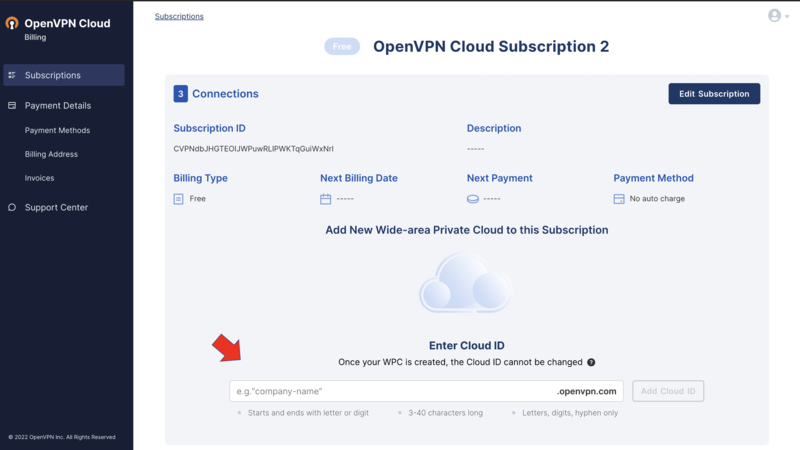 OpenVPN Cloud
Billing
Subscriptions
Payment Details
Payment Methods
Billing Address
Invoices
Support Center
© 2022 OpenVPN Inc. All Rights Reserved
Subscriptions
Free
OpenVPN Cloud Subscription 2
3 Connections
Edit Subscription
Subscription ID
CVPNdbJHGTEOIJWPuwRLIPWKTqGuiWxNrI
Description
-----
Billing Type
Free
Next Billing Date
-----
Next Payment
-----
Payment Method
No auto charge
Add New Wide-area Private Cloud to this Subscription
Enter Cloud ID
Once your WPC is created, the Cloud ID cannot be changed ?
e.g."company-name" .openvpn.com
Add Cloud ID
Starts and ends with letter or digit
3-40 characters long
Letters, digits, hyphen only